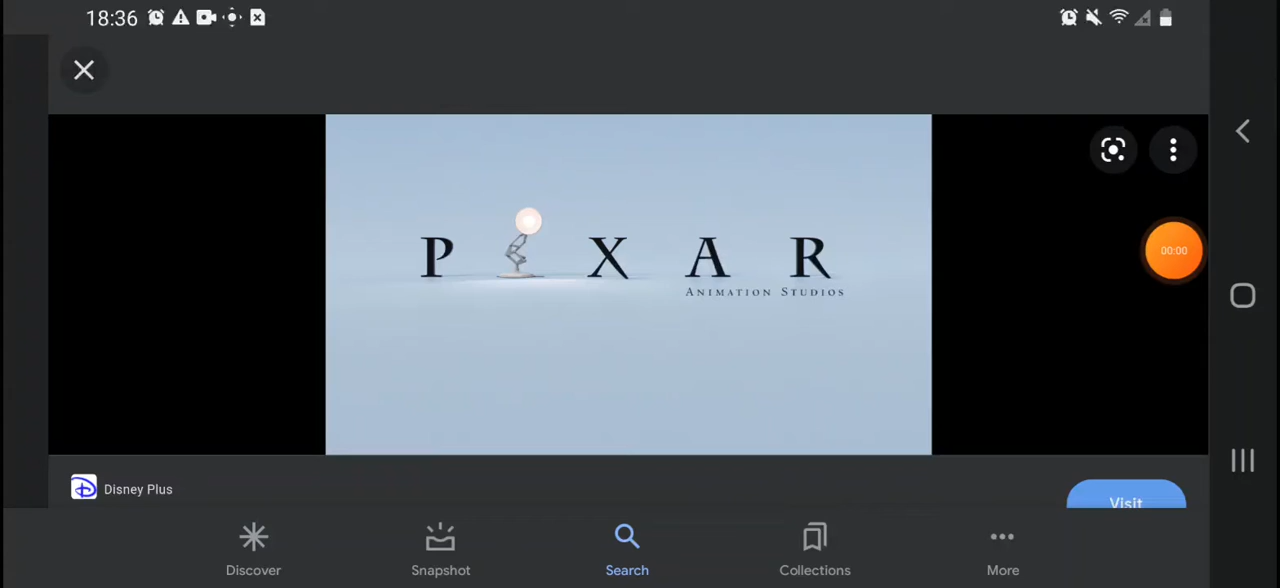 18:36
P X A R
ANIMATION STUDIOS
00:00
Disney Plus
Visit
Discover
Snapshot
Search
Collections
More